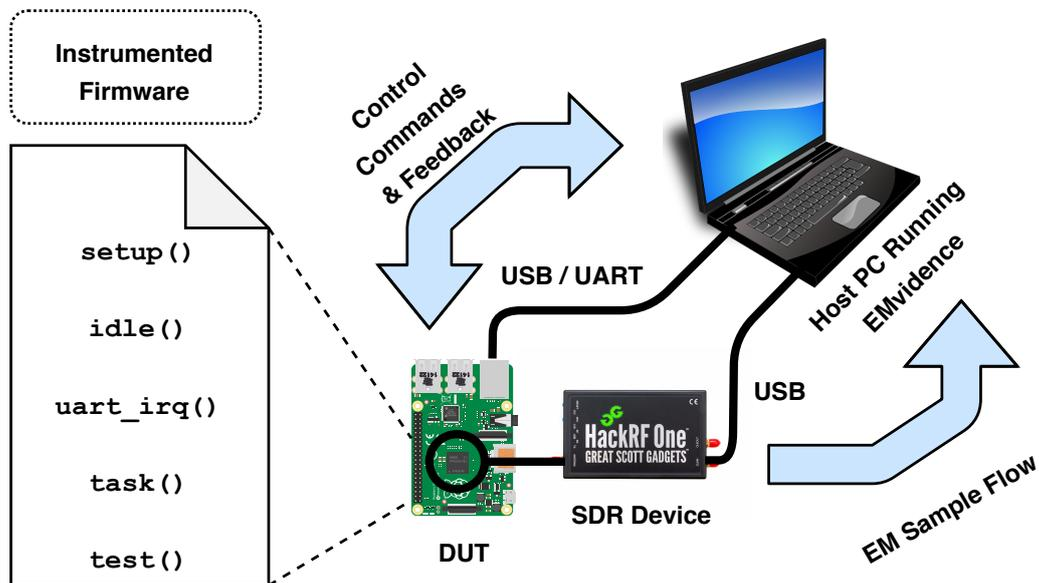 Instrumented
Firmware
setup()
idle()
uart_irq()
task()
test()
Control
Commands
& Feedback
USB / UART
Host PC Running
EMvidence
USB
HackRF One
GREAT SCOTT GADGETS
SDR Device
DUT
EM Sample Flow